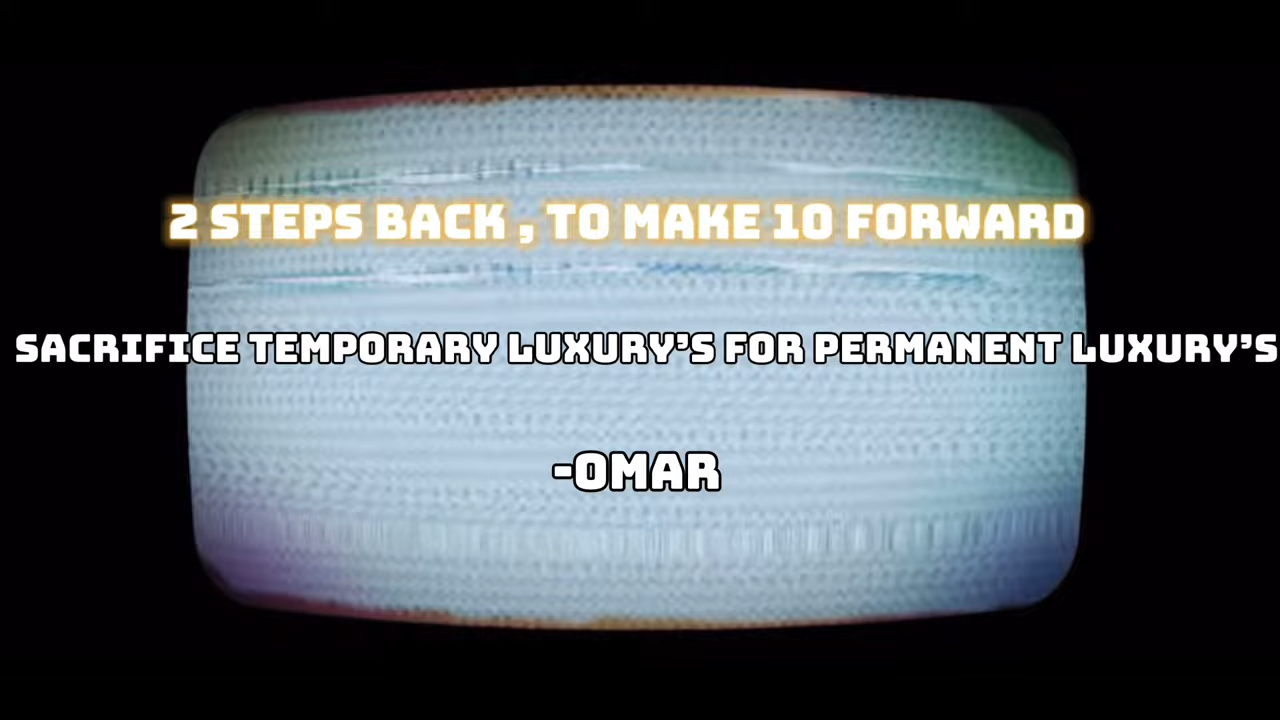 2 STEPS BACK , TO MAKE 10 FORWARD
SACRIFICE TEMPORARY LUXURY'S FOR PERMANENT LUXURY'S
-OMAR